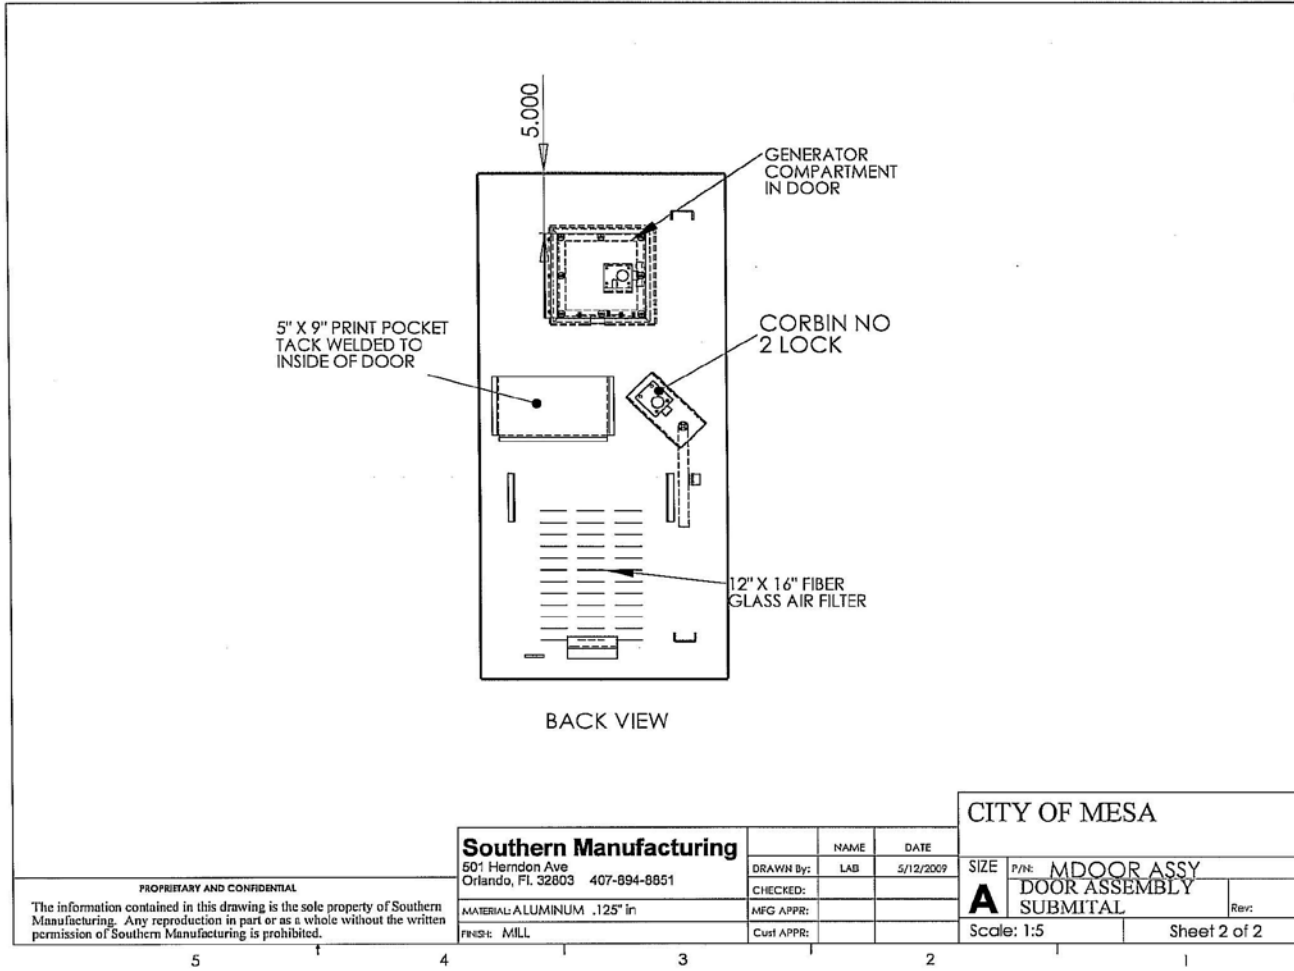 5.000
GENERATOR
COMPARTMENT
IN DOOR
5" X 9" PRINT POCKET
TACK WELDED TO
INSIDE OF DOOR
CORBIN NO
2 LOCK
12" X 16" FIBER
GLASS AIR FILTER
BACK VIEW
CITY OF MESA
Southern Manufacturing
501 Herndon Ave
Orlando, Fl. 32803 407-894-8851
MATERIAL: ALUMINUM .125" in
FINISH: MILL
NAME DATE
DRAWN By: LAB 5/12/2009
CHECKED:
MFG APPR:
Cust APPR:
SIZE P/N: MDOOR ASSY
A DOOR ASSEMBLY
SUBMITAL Rev:
Scale: 1:5 Sheet 2 of 2
PROPRIETARY AND CONFIDENTIAL
The information contained in this drawing is the sole property of Southern
Manufacturing. Any reproduction in part or as a whole without the written
permission of Southern Manufacturing is prohibited.
5 4 3 2 1